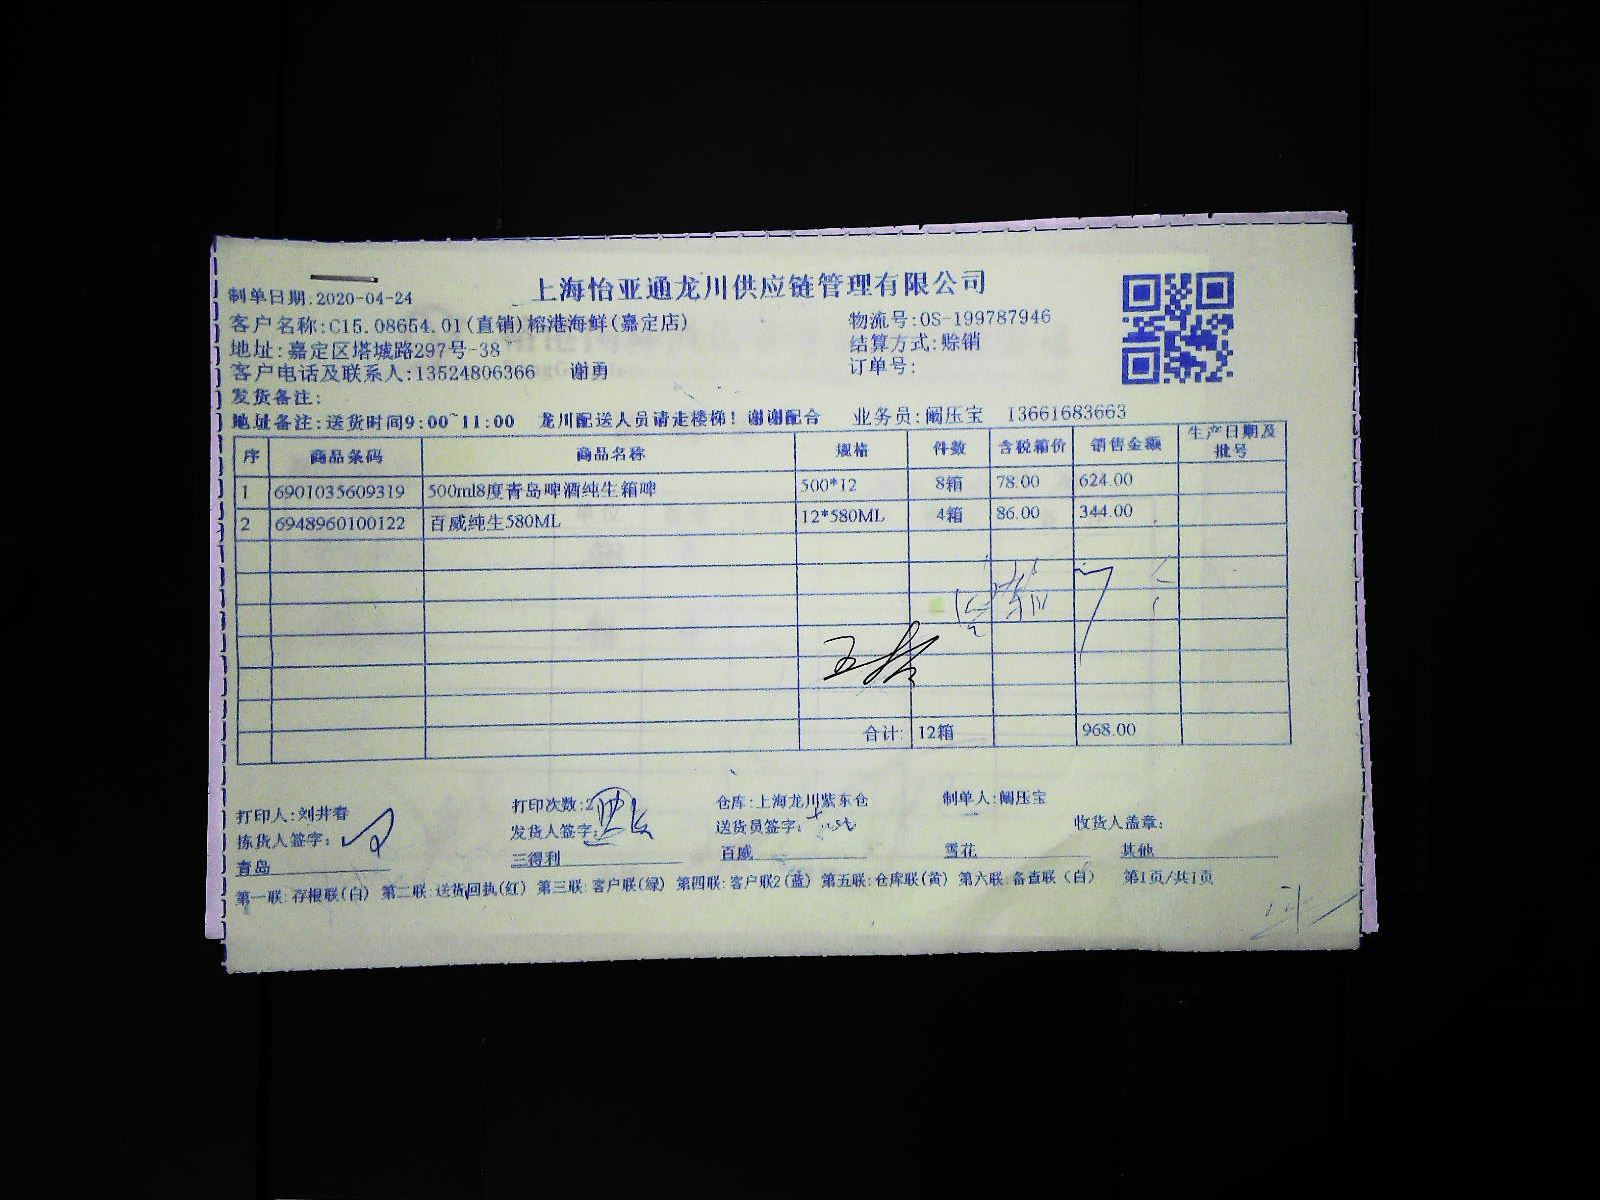 上海怡亚通龙川供应链管理有限公司
制单日期:2020-04-24
客户名称:C15.08654.01(直销)榕港海鲜(嘉定店) 物流号:OS-199787946
地址:嘉定区塔城路297号-38 结算方式:赊销
客户电话及联系人:13524806366 谢勇 订单号:
发货备注:
地址备注:送货时间9:00~11:00 龙川配送人员请走楼梯!谢谢配合 业务员:阚压宝 13661683663
序 商品条码 商品名称 规格 件数 含税箱价 销售金额 生产日期及批号
1 6901035609319 500ml8度青岛啤酒纯生箱啤 500*12 8箱 78.00 624.00
2 6948960100122 百威纯生580ML 12*580ML 4箱 86.00 344.00
合计: 12箱 968.00
打印人:刘井春 打印次数:2 仓库:上海龙川紫东仓 制单人:阚压宝
拣货人签字: 发货人签字: 送货员签字: 收货人盖章:
青岛 三得利 百威 雪花 其他
第一联:存根联(白) 第二联:送货回执(红) 第三联:客户联(绿) 第四联:客户联2(蓝) 第五联:仓库联(黄) 第六联:备查联(白) 第1页/共1页